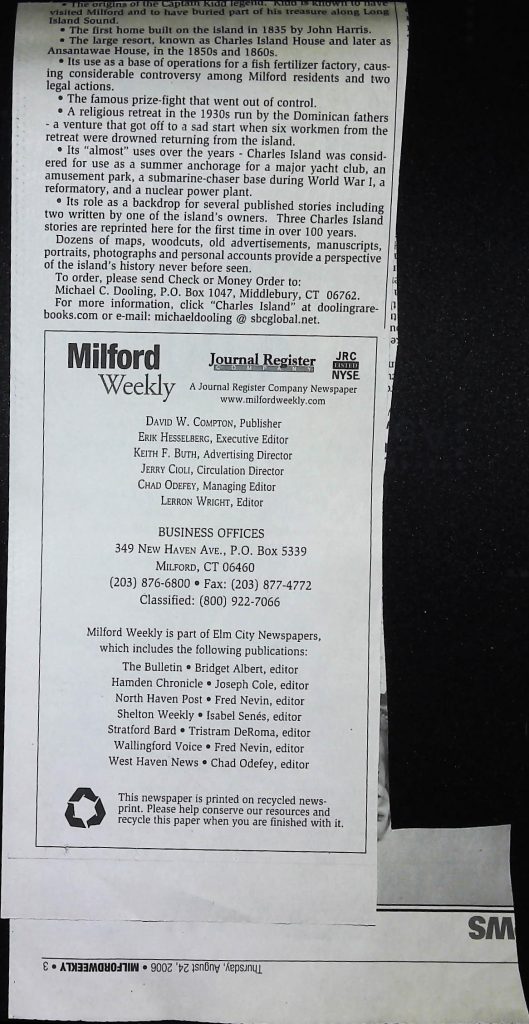 • The origins of the Captain Kidd legend. Kidd is known to have
visited Milford and to have buried part of his treasure along Long
Island Sound.
• The first home built on the island in 1835 by John Harris.
• The large resort, known as Charles Island House and later as
Ansantawae House, in the 1850s and 1860s.
• Its use as a base of operations for a fish fertilizer factory, caus-
ing considerable controversy among Milford residents and two
legal actions.
• The famous prize-fight that went out of control.
• A religious retreat in the 1930s run by the Dominican fathers
- a venture that got off to a sad start when six workmen from the
retreat were drowned returning from the island.
• Its "almost" uses over the years - Charles Island was consid-
ered for use as a summer anchorage for a major yacht club, an
amusement park, a submarine-chaser base during World War I, a
reformatory, and a nuclear power plant.
• Its role as a backdrop for several published stories including
two written by one of the island's owners. Three Charles Island
stories are reprinted here for the first time in over 100 years.
Dozens of maps, woodcuts, old advertisements, manuscripts,
portraits, photographs and personal accounts provide a perspective
of the island's history never before seen.
To order, please send Check or Money Order to:
Michael C. Dooling, P.O. Box 1047, Middlebury, CT 06762.
For more information, click "Charles Island" at doolingrare-
books.com or e-mail: michaeldooling @ sbcglobal.net.
Milford
Weekly
Journal Register
COMPANY
JRC
LISTED
NYSE
A Journal Register Company Newspaper
www.milfordweekly.com
DAVID W. COMPTON, Publisher
ERIK HESSELBERG, Executive Editor
KEITH F. BUTH, Advertising Director
JERRY CIOLI, Circulation Director
CHAD ODEFEY, Managing Editor
LERRON WRIGHT, Editor
BUSINESS OFFICES
349 NEW HAVEN AVE., P.O. BOX 5339
MILFORD, CT 06460
(203) 876-6800 • Fax: (203) 877-4772
Classified: (800) 922-7066
Milford Weekly is part of Elm City Newspapers,
which includes the following publications:
The Bulletin • Bridget Albert, editor
Hamden Chronicle • Joseph Cole, editor
North Haven Post • Fred Nevin, editor
Shelton Weekly • Isabel Senés, editor
Stratford Bard • Tristram DeRoma, editor
Wallingford Voice • Fred Nevin, editor
West Haven News • Chad Odefey, editor
This newspaper is printed on recycled news-
print. Please help conserve our resources and
recycle this paper when you are finished with it.
WS
Thursday, August, 24, 2006 • MILFORDWEEKLY • 3